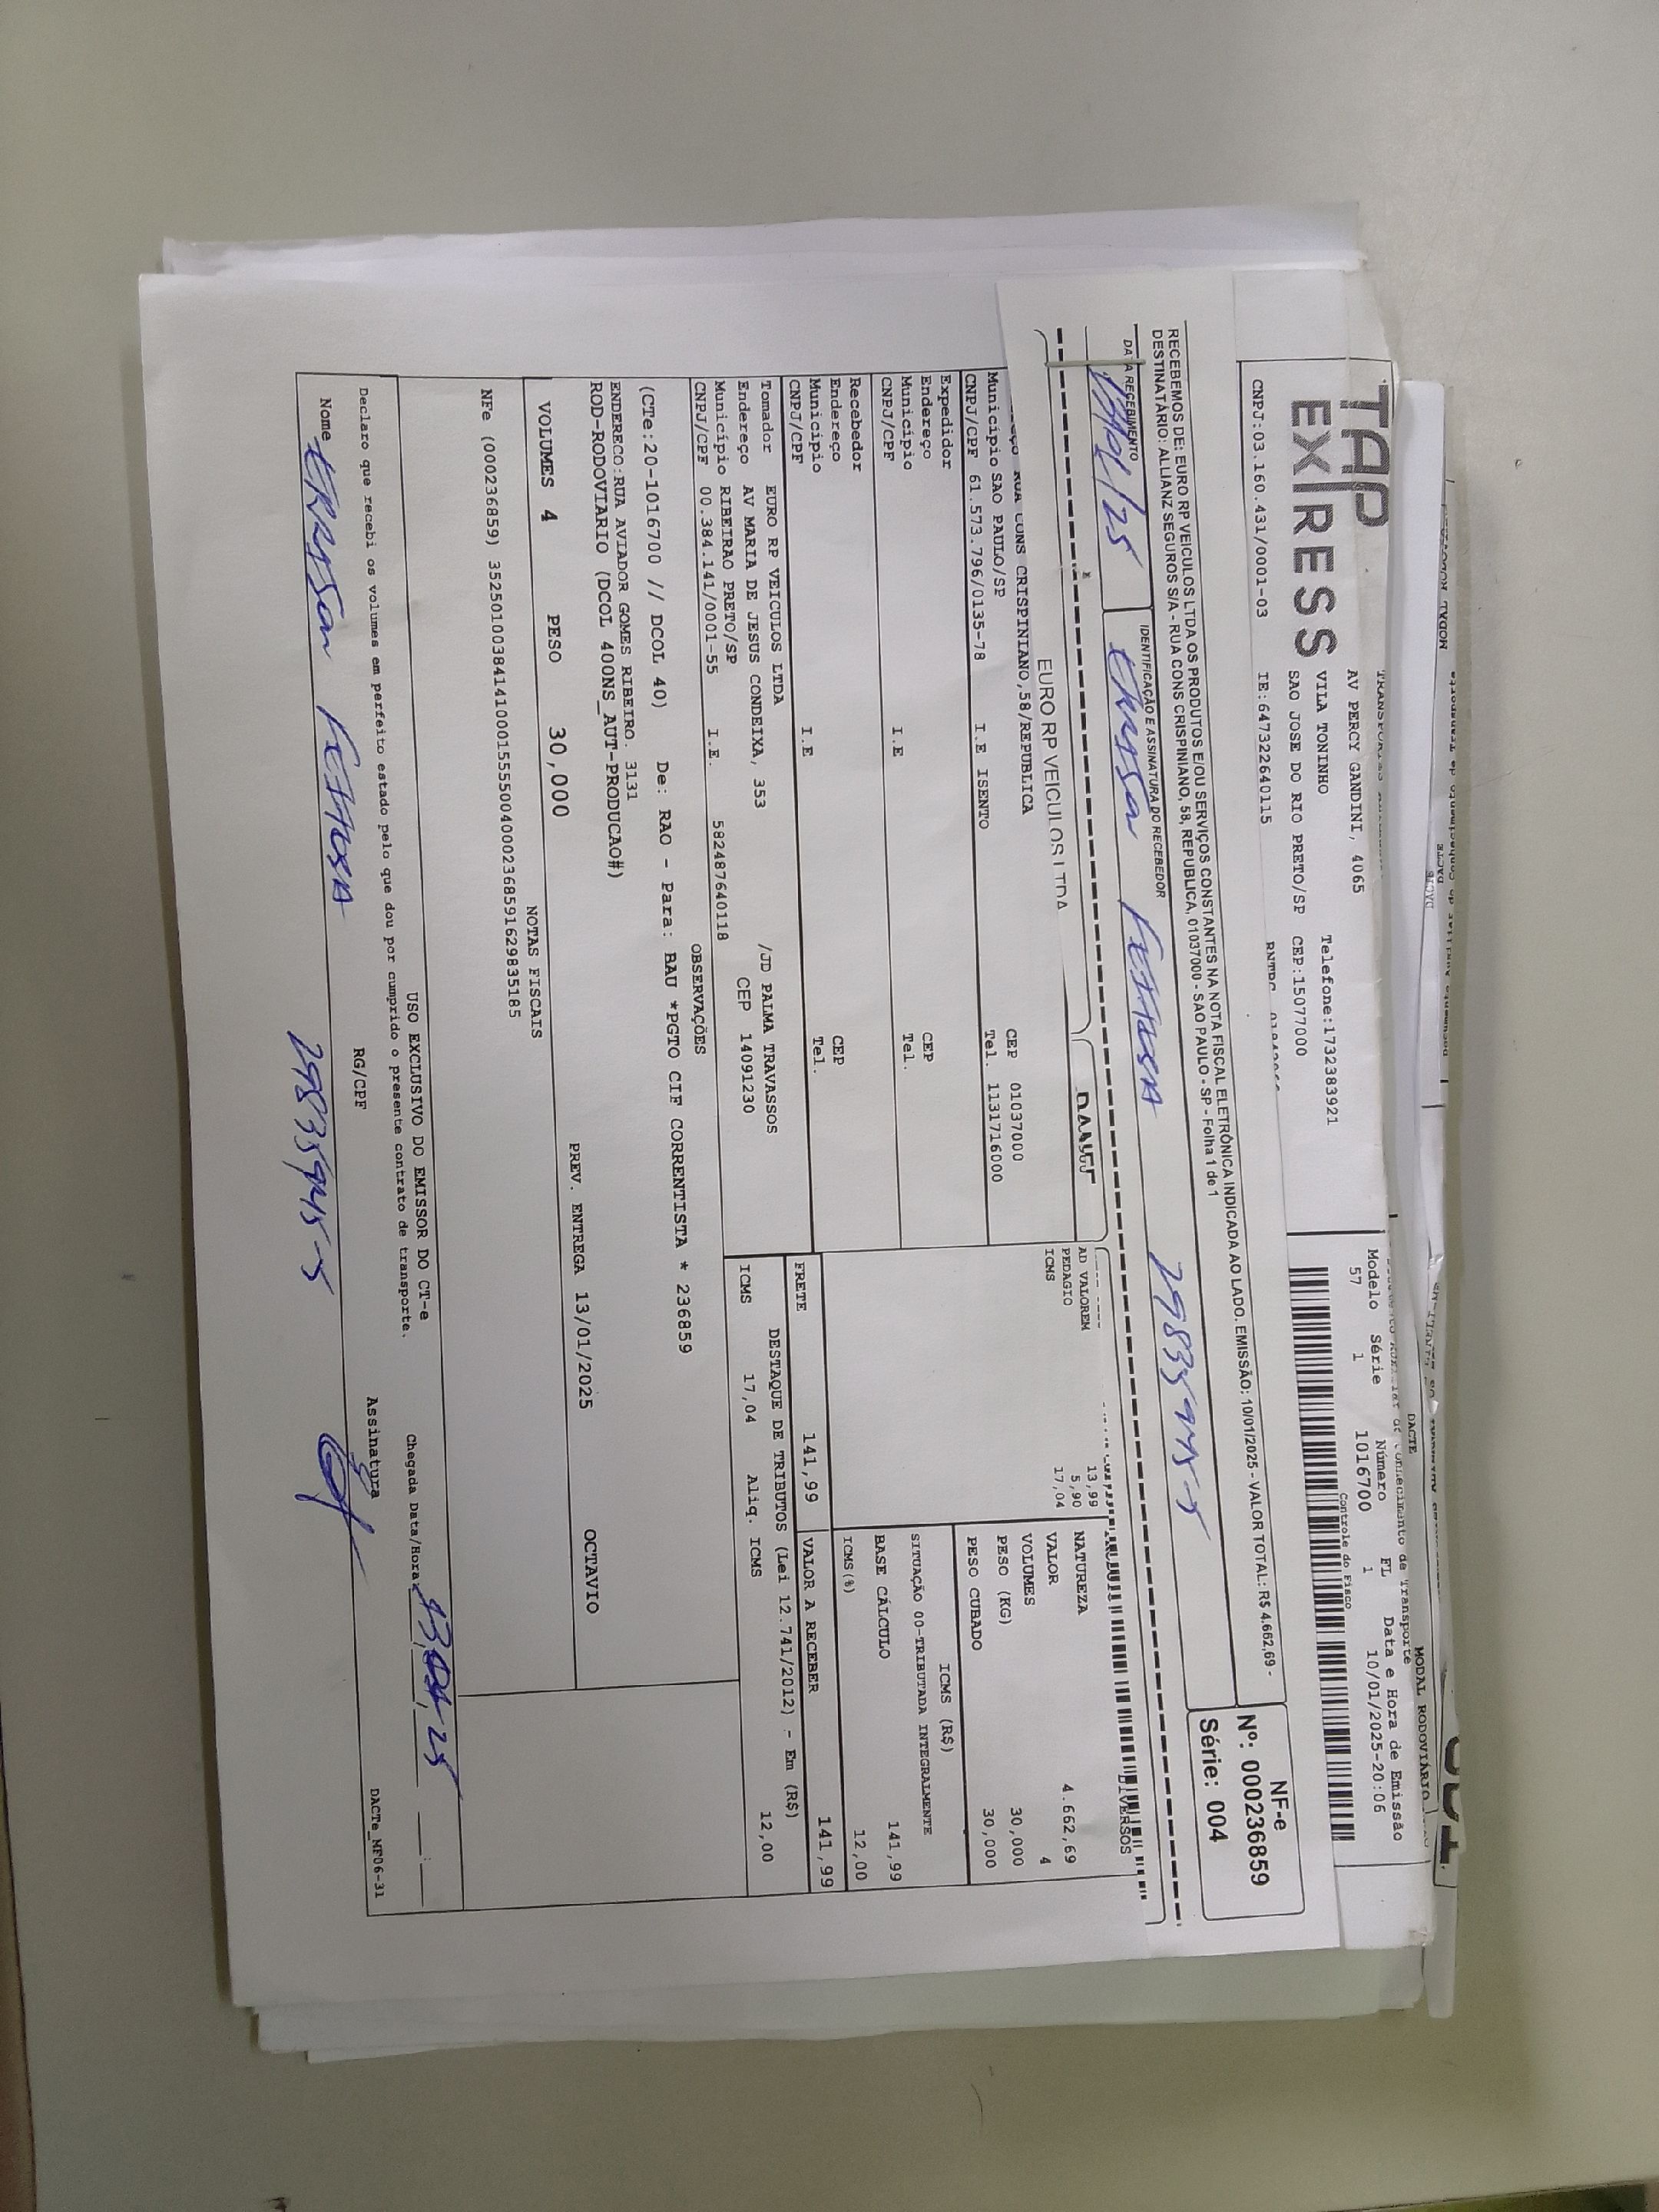 MODAL RODOVIÁRIO
DACTE
TAP
EXPRESS
AV PERCY GANDINI, 4065
VILA TONINHO
SAO JOSE DO RIO PRETO/SP CEP:15077000
Telefone:1732383921
CNPJ:03.160.431/0001-03 IE:647322640115
Modelo Série Número FL Data e Hora de Emissão
57 1 1016700 1 10/01/2025-20:06
Controle do Fisco
RECEBEMOS DE: EURO RP VEICULOS LTDA OS PRODUTOS E/OU SERVIÇOS CONSTANTES NA NOTA FISCAL ELETRÔNICA INDICADA AO LADO. EMISSÃO: 10/01/2025 - VALOR TOTAL: R$ 4.662,69 -
DESTINATÁRIO: ALLIANZ SEGUROS S/A - RUA CONS CRISPINIANO, 58, REPUBLICA, 01037000 - SAO PAULO - SP - Folha 1 de 1
NF-e
Nº: 000236859
Série: 004
DATA RECEBIMENTO IDENTIFICAÇÃO E ASSINATURA DO RECEBEDOR
EURO RP VEICULOS LTDA
DANFE
RUA CONS CRISPINIANO,58/REPUBLICA CEP 01037000
Município SAO PAULO/SP Tel. 1131716000
CNPJ/CPF 61.573.796/0135-78 I.E ISENTO
AD VALOREM 13,99
PEDAGIO 5,90
ICMS 17,04
NATUREZA DIVERSOS
VALOR 4.662,69
VOLUMES 4
PESO (KG) 30,000
PESO CUBADO 30,000
Expedidor
Endereço CEP
Município Tel.
CNPJ/CPF I.E
ICMS (R$)
SITUAÇÃO 00-TRIBUTADA INTEGRALMENTE
BASE CÁLCULO 141,99
ICMS(%) 12,00
Recebedor
Endereço CEP
Município Tel.
CNPJ/CPF I.E
FRETE 141,99 VALOR A RECEBER 141,99
Tomador EURO RP VEICULOS LTDA
Endereço AV MARIA DE JESUS CONDEIXA, 353 /JD PALMA TRAVASSOS
Município RIBEIRAO PRETO/SP CEP 14091230
CNPJ/CPF 00.384.141/0001-55 I.E. 582487640118
DESTAQUE DE TRIBUTOS (Lei 12.741/2012) - Em (R$)
ICMS 17,04 Aliq. ICMS 12,00
OBSERVAÇÕES
(CTe:20-1016700 // DCOL 40) De: RAO - Para: BAU *PGTO CIF CORRENTISTA * 236859
ENDERECO:RUA AVIADOR GOMES RIBEIRO. 3131
ROD-RODOVIARIO (DCOL 40ONS_AUT-PRODUCAO#)
VOLUMES 4 PESO 30,000 PREV. ENTREGA 13/01/2025 OCTAVIO
NOTAS FISCAIS
NFe (000236859) 35250100384141000155550040002368591629835185
USO EXCLUSIVO DO EMISSOR DO CT-e
Declaro que recebi os volumes em perfeito estado pelo que dou por cumprido o presente contrato de transporte.
Chegada Data/Hora
Nome RG/CPF Assinatura
DACTe_NF06-31